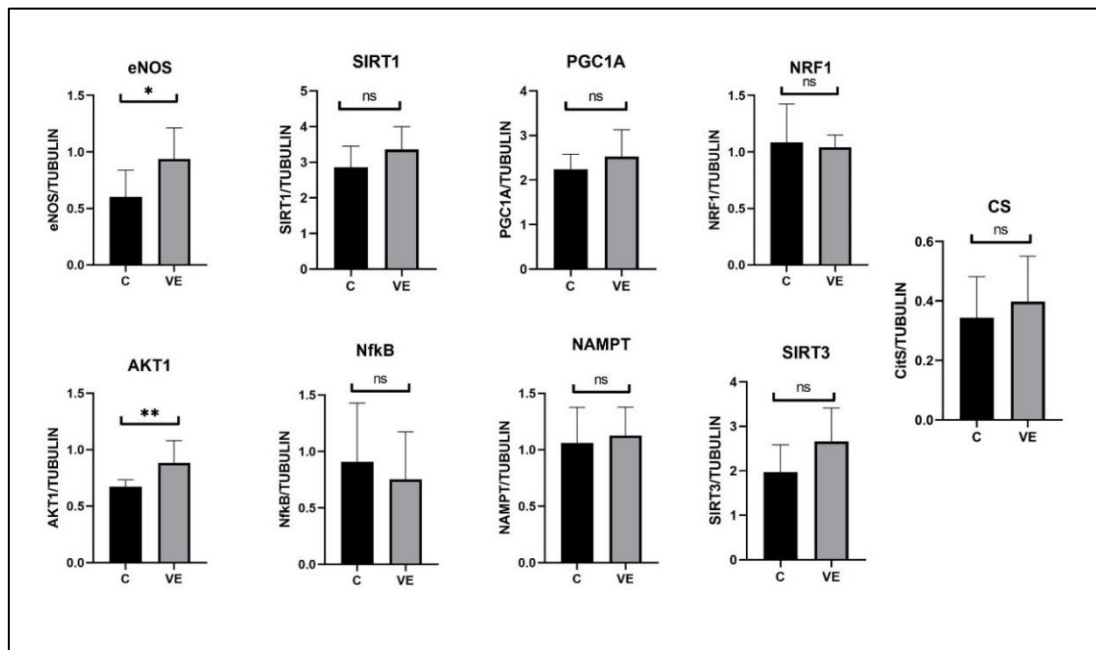 eNOS
*
eNOS/TUBULIN
1.5
1.0
0.5
0.0
C VE
SIRT1
ns
SIRT1/TUBULIN
5
4
3
2
1
0
C VE
PGC1A
ns
PGC1A/TUBULIN
4
3
2
1
0
C VE
NRF1
ns
NRF1/TUBULIN
1.5
1.0
0.5
0.0
C VE
CS
ns
CitS/TUBULIN
0.6
0.4
0.2
0.0
C VE
AKT1
**
AKT1/TUBULIN
1.5
1.0
0.5
0.0
C VE
NfkB
ns
NfkB/TUBULIN
1.5
1.0
0.5
0.0
C VE
NAMPT
ns
NAMPT/TUBULIN
1.5
1.0
0.5
0.0
C VE
SIRT3
ns
SIRT3/TUBULIN
4
3
2
1
0
C VE